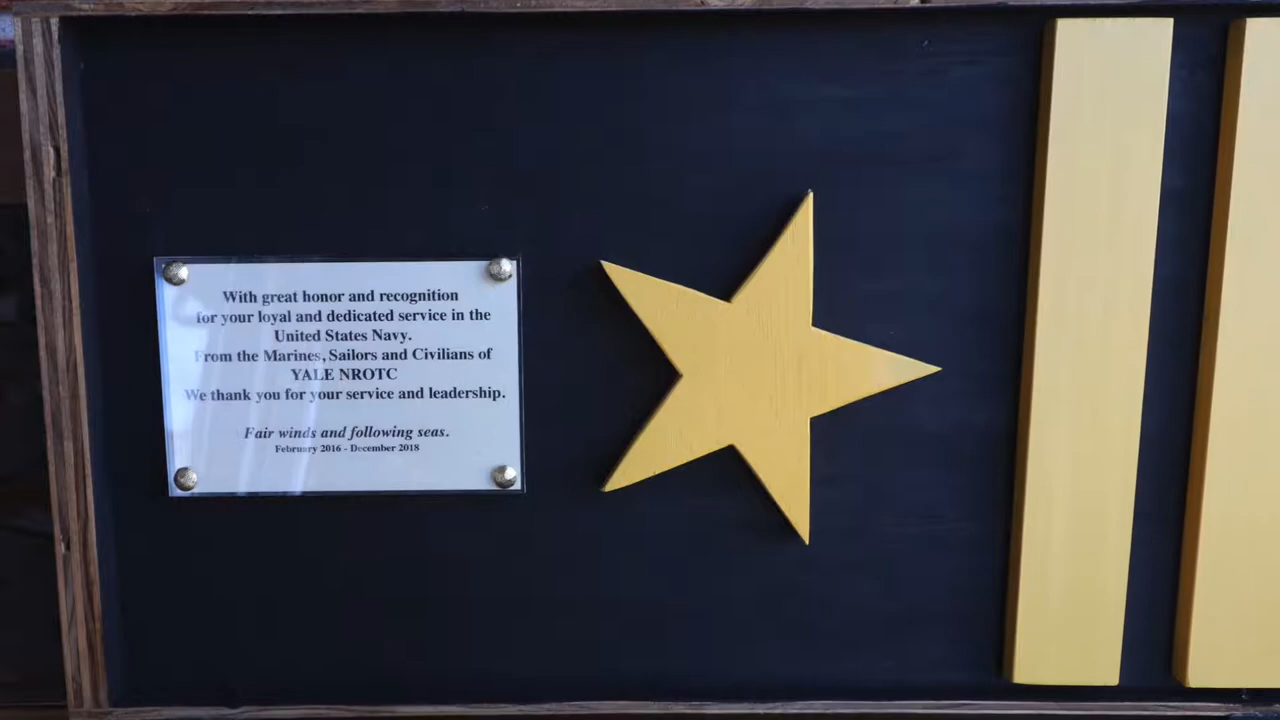 With great honor and recognition
for your loyal and dedicated service in the
United States Navy.
From the Marines, Sailors and Civilians of
YALE NROTC
We thank you for your service and leadership.
Fair winds and following seas.
February 2016 - December 2018